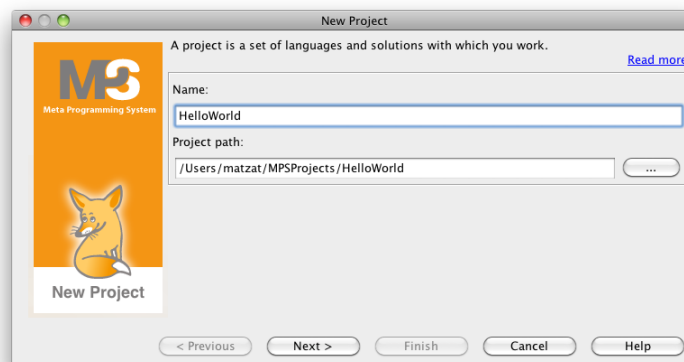 New Project
A project is a set of languages and solutions with which you work.
Read more
MPS
Meta Programming System
Name:
HelloWorld
Project path:
/Users/matzat/MPSProjects/HelloWorld
...
New Project
< Previous
Next >
Finish
Cancel
Help